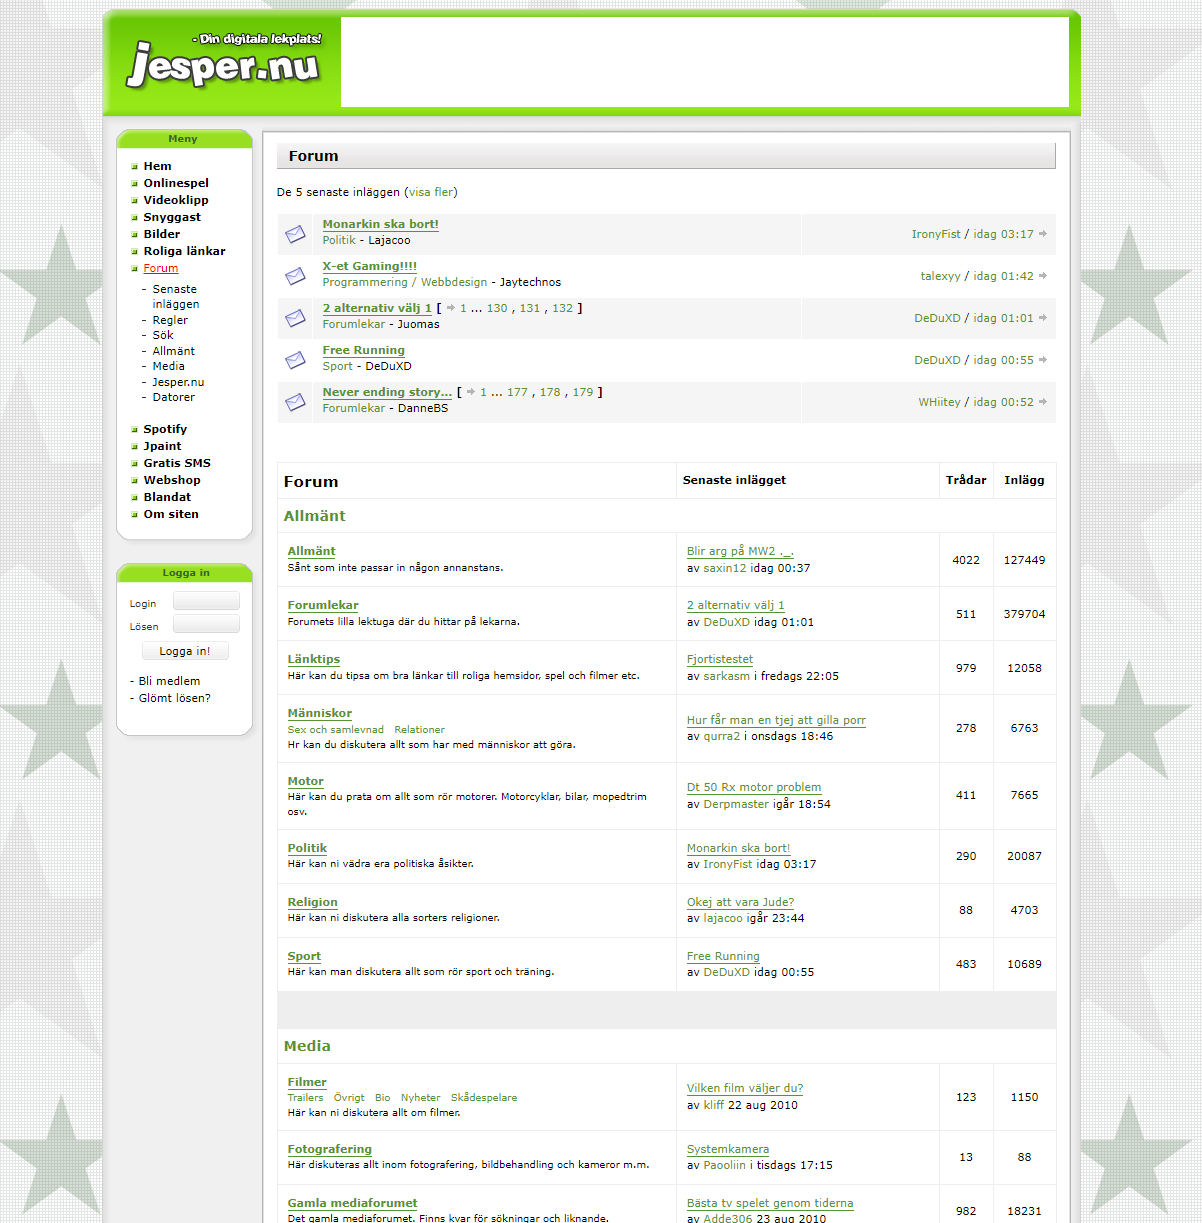 - Din digitala lekplats!
jesper.nu
Meny
Hem
Onlinespel
Videoklipp
Snyggast
Bilder
Roliga länkar
Forum
- Senaste
inläggen
- Regler
- Sök
- Allmänt
- Media
- Jesper.nu
- Datorer
Spotify
Jpaint
Gratis SMS
Webshop
Blandat
Om siten
Logga in
Login
Lösen
Logga in!
- Bli medlem
- Glömt lösen?
Forum
De 5 senaste inläggen (visa fler)
Monarkin ska bort!
Politik - Lajacoo
IronyFist / idag 03:17
X-et Gaming!!!!
Programmering / Webbdesign - Jaytechnos
talexyy / idag 01:42
2 alternativ välj 1 [ 1 ... 130 , 131 , 132 ]
Forumlekar - Juomas
DeDuXD / idag 01:01
Free Running
Sport - DeDuXD
DeDuXD / idag 00:55
Never ending story... [ 1 ... 177 , 178 , 179 ]
Forumlekar - DanneBS
WHiitey / idag 00:52
Forum Senaste inlägget Trådar Inlägg
Allmänt
Allmänt
Sånt som inte passar in någon annanstans.
Blir arg på MW2 ._.
av saxin12 idag 00:37
4022 127449
Forumlekar
Forumets lilla lektuga där du hittar på lekarna.
2 alternativ välj 1
av DeDuXD idag 01:01
511 379704
Länktips
Här kan du tipsa om bra länkar till roliga hemsidor, spel och filmer etc.
Fjortistestet
av sarkasm i fredags 22:05
979 12058
Människor
Sex och samlevnad Relationer
Hr kan du diskutera allt som har med människor att göra.
Hur får man en tjej att gilla porr
av qurra2 i onsdags 18:46
278 6763
Motor
Här kan du prata om allt som rör motorer. Motorcyklar, bilar, mopedtrim
osv.
Dt 50 Rx motor problem
av Derpmaster igår 18:54
411 7665
Politik
Här kan ni vädra era politiska åsikter.
Monarkin ska bort!
av IronyFist idag 03:17
290 20087
Religion
Här kan ni diskutera alla sorters religioner.
Okej att vara Jude?
av lajacoo igår 23:44
88 4703
Sport
Här kan man diskutera allt som rör sport och träning.
Free Running
av DeDuXD idag 00:55
483 10689
Media
Filmer
Trailers Övrigt Bio Nyheter Skådespelare
Här kan ni diskutera allt om filmer.
Vilken film väljer du?
av kliff 22 aug 2010
123 1150
Fotografering
Här diskuteras allt inom fotografering, bildbehandling och kameror m.m.
Systemkamera
av Paooliin i tisdags 17:15
13 88
Gamla mediaforumet
Det gamla mediaforumet. Finns kvar för sökningar och liknande.
Bästa tv spelet genom tiderna
av Adde306 23 aug 2010
982 18231